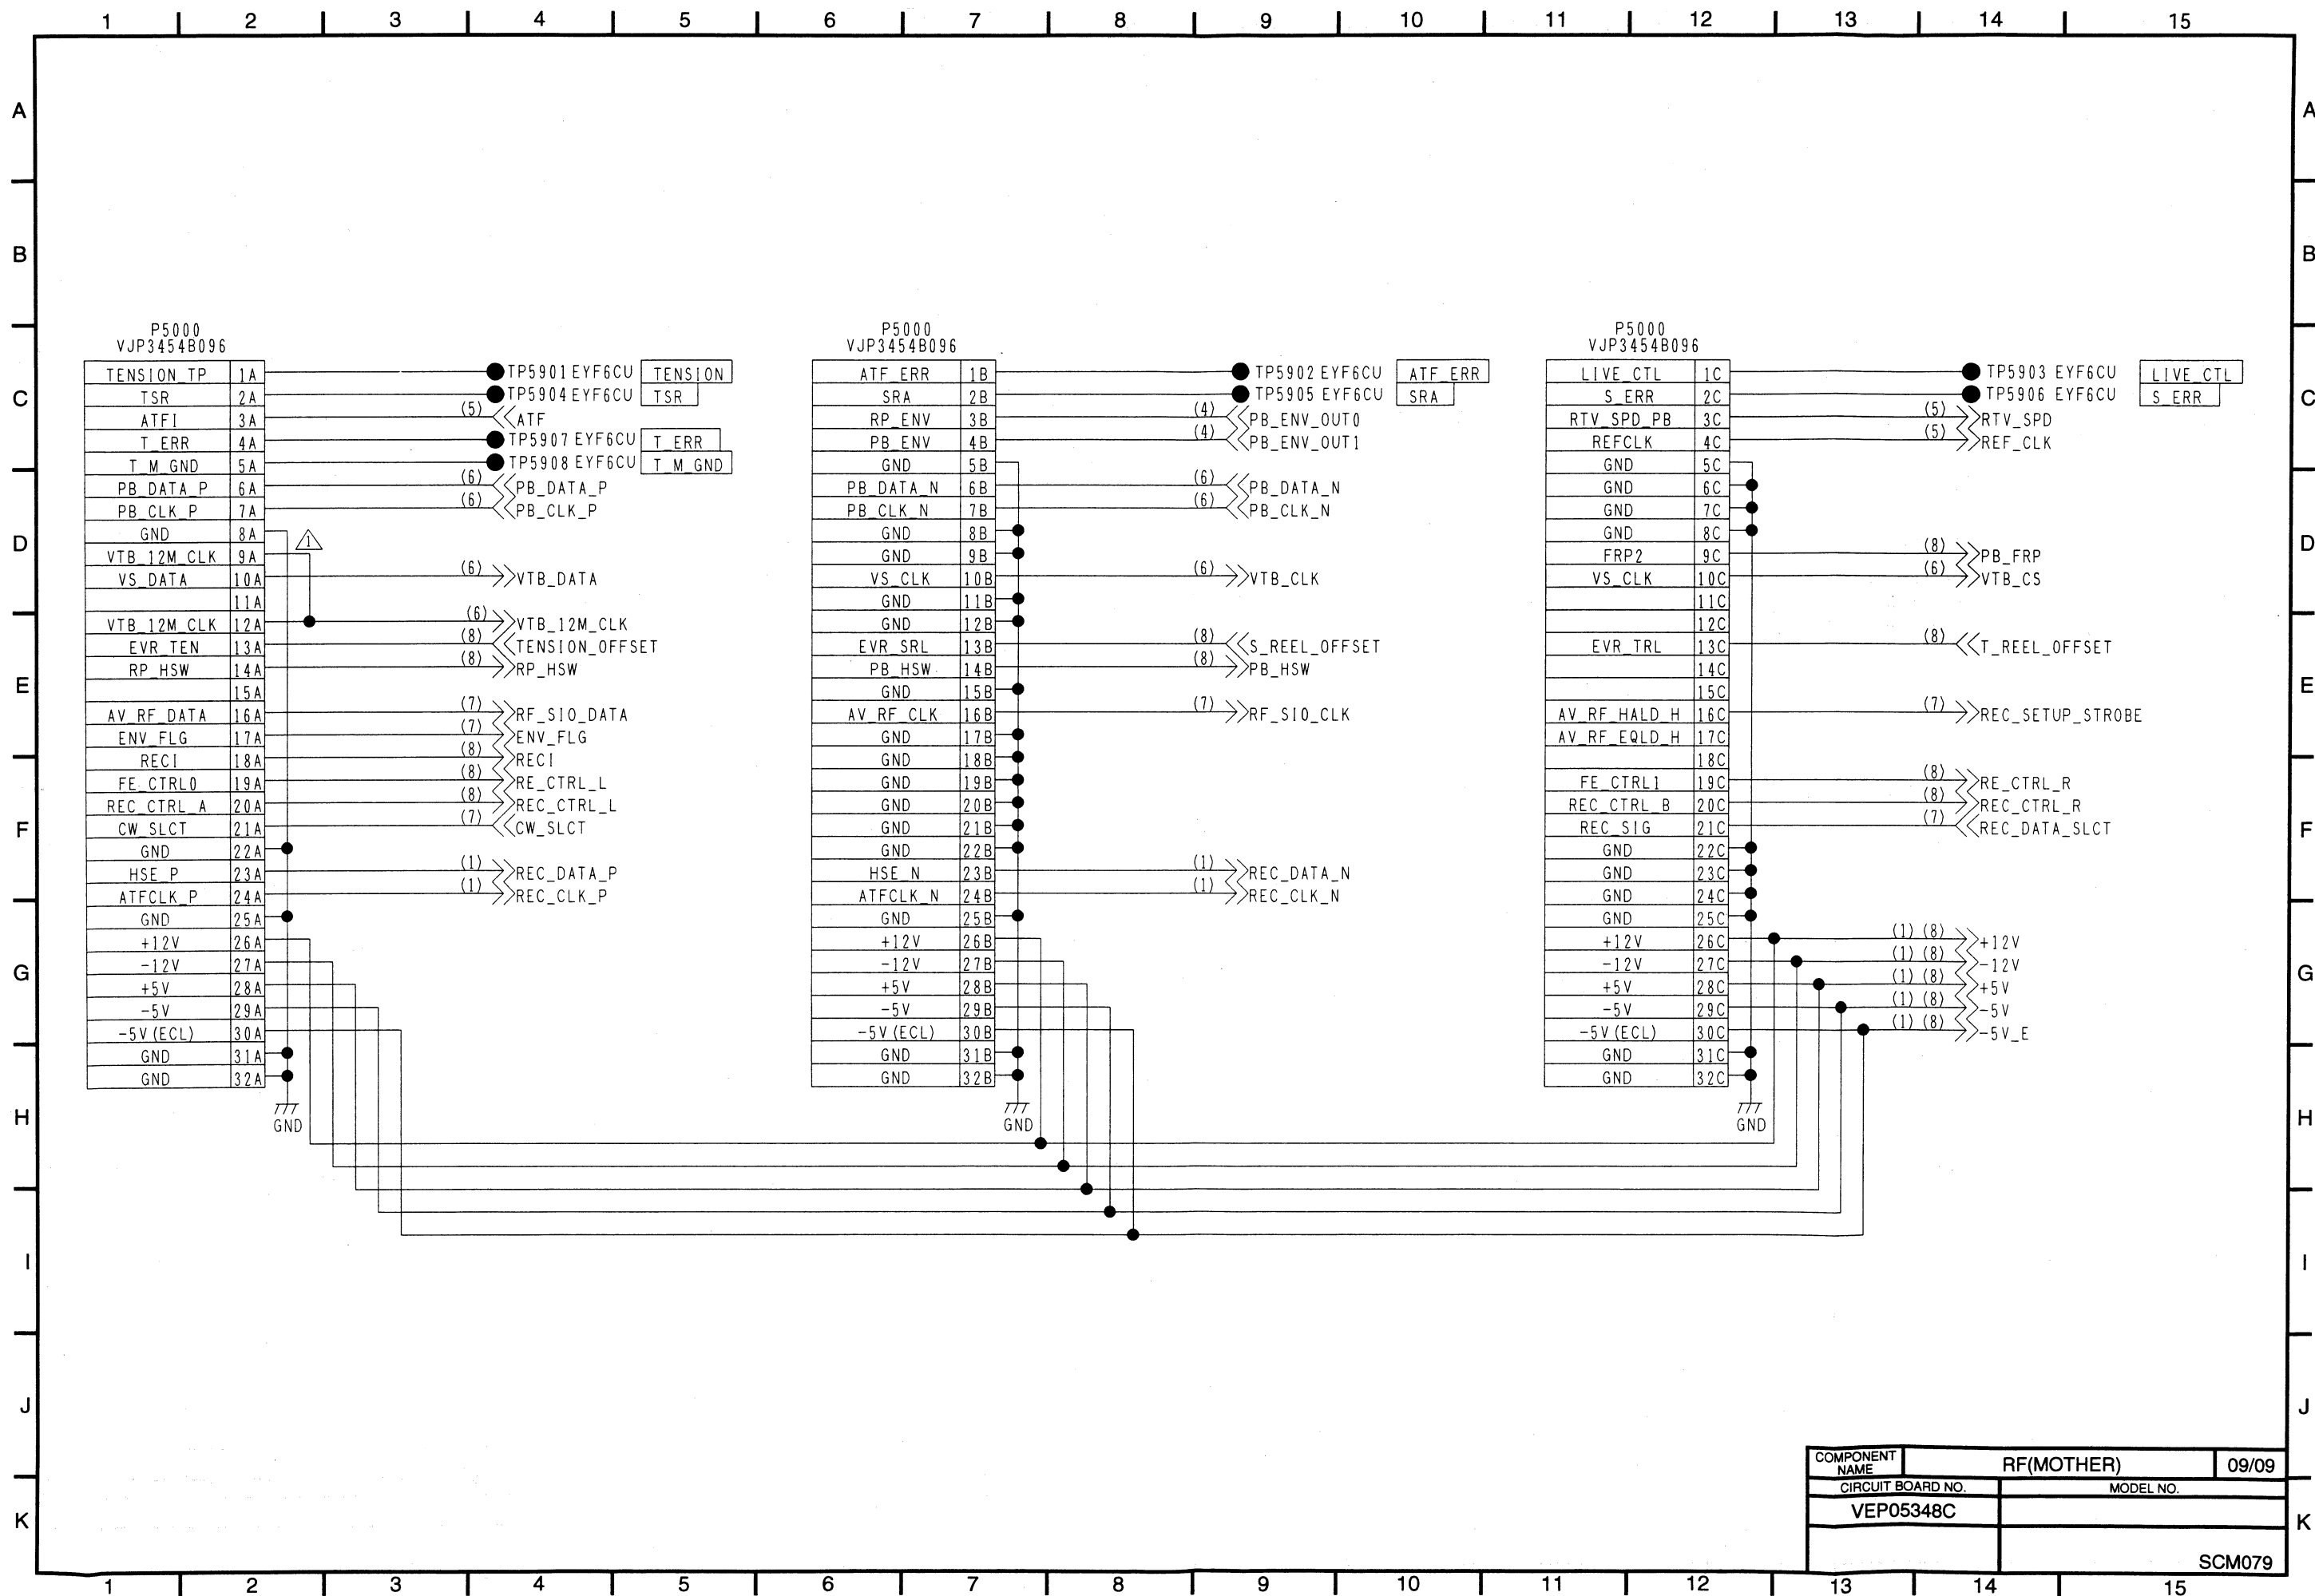 1 2 3 4 5 6 7 8 9 10 11 12 13 14 15
A A
B B
C C
D D
E E
F F
G G
H H
I I
J J
K K
P5000
VJP3454B096
TENSION_TP 1A TP5901 EYF6CU TENSION
TSR 2A TP5904 EYF6CU TSR
ATFI 3A (5) ATF
T_ERR 4A TP5907 EYF6CU T_ERR
T_M_GND 5A TP5908 EYF6CU T_M_GND
PB_DATA_P 6A (6) PB_DATA_P
PB_CLK_P 7A (6) PB_CLK_P
GND 8A
1
VTB_12M_CLK 9A
VS_DATA 10A (6) VTB_DATA
11A
VTB_12M_CLK 12A (6) VTB_12M_CLK
EVR_TEN 13A (8) TENSION_OFFSET
RP_HSW 14A (8) RP_HSW
15A
AV_RF_DATA 16A (7) RF_SIO_DATA
ENV_FLG 17A (7) ENV_FLG
RECI 18A (8) RECI
FE_CTRL0 19A (8) RE_CTRL_L
REC_CTRL_A 20A (8) REC_CTRL_L
CW_SLCT 21A (7) CW_SLCT
GND 22A
HSE_P 23A (1) REC_DATA_P
ATFCLK_P 24A (1) REC_CLK_P
GND 25A
+12V 26A
-12V 27A
+5V 28A
-5V 29A
-5V(ECL) 30A
GND 31A
GND 32A
GND
P5000
VJP3454B096
ATF_ERR 1B TP5902 EYF6CU ATF_ERR
SRA 2B TP5905 EYF6CU SRA
RP_ENV 3B (4) PB_ENV_OUT0
PB_ENV 4B (4) PB_ENV_OUT1
GND 5B
PB_DATA_N 6B (6) PB_DATA_N
PB_CLK_N 7B (6) PB_CLK_N
GND 8B
GND 9B
VS_CLK 10B (6) VTB_CLK
GND 11B
GND 12B
EVR_SRL 13B (8) S_REEL_OFFSET
PB_HSW 14B (8) PB_HSW
GND 15B
AV_RF_CLK 16B (7) RF_SIO_CLK
GND 17B
GND 18B
GND 19B
GND 20B
GND 21B
GND 22B
HSE_N 23B (1) REC_DATA_N
ATFCLK_N 24B (1) REC_CLK_N
GND 25B
+12V 26B
-12V 27B
+5V 28B
-5V 29B
-5V(ECL) 30B
GND 31B
GND 32B
GND
P5000
VJP3454B096
LIVE_CTL 1C TP5903 EYF6CU LIVE_CTL
S_ERR 2C TP5906 EYF6CU S_ERR
RTV_SPD_PB 3C (5) RTV_SPD
REFCLK 4C (5) REF_CLK
GND 5C
GND 6C
GND 7C
GND 8C
FRP2 9C (8) PB_FRP
VS_CLK 10C (6) VTB_CS
11C
12C
EVR_TRL 13C (8) T_REEL_OFFSET
14C
15C
AV_RF_HALD_H 16C (7) REC_SETUP_STROBE
AV_RF_EQLD_H 17C
18C
FE_CTRL1 19C (8) RE_CTRL_R
REC_CTRL_B 20C (8) REC_CTRL_R
REC_SIG 21C (7) REC_DATA_SLCT
GND 22C
GND 23C
GND 24C
GND 25C
+12V 26C (1) (8) +12V
-12V 27C (1) (8) -12V
+5V 28C (1) (8) +5V
-5V 29C (1) (8) -5V
-5V(ECL) 30C (1) (8) -5V_E
GND 31C
GND 32C
GND
COMPONENT NAME RF(MOTHER) 09/09
CIRCUIT BOARD NO. MODEL NO.
VEP05348C
SCM079
1 2 3 4 5 6 7 8 9 10 11 12 13 14 15